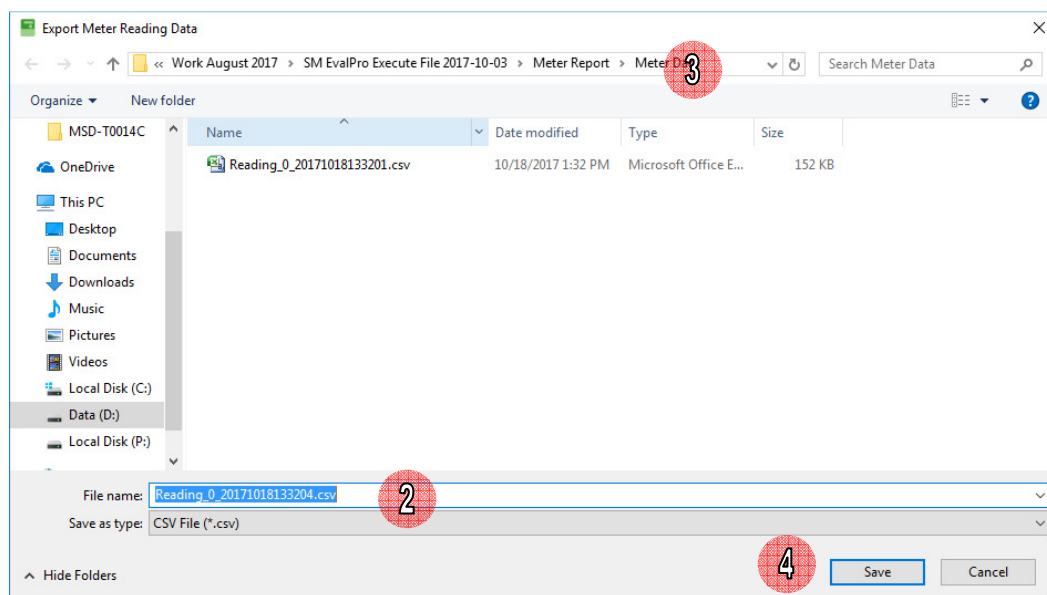 Export Meter Reading Data
« Work August 2017 > SM EvalPro Execute File 2017-10-03 > Meter Report > Meter Da
3
Search Meter Data
Organize
New folder
?
Name
Date modified
Type
Size
MSD-T0014C
OneDrive
This PC
Desktop
Documents
Downloads
Music
Pictures
Videos
Local Disk (C:)
Data (D:)
Local Disk (P:)
Reading_0_20171018133201.csv
10/18/2017 1:32 PM
Microsoft Office E...
152 KB
File name: Reading_0_20171018133204.csv
2
Save as type: CSV File (*.csv)
4
Hide Folders
Save
Cancel